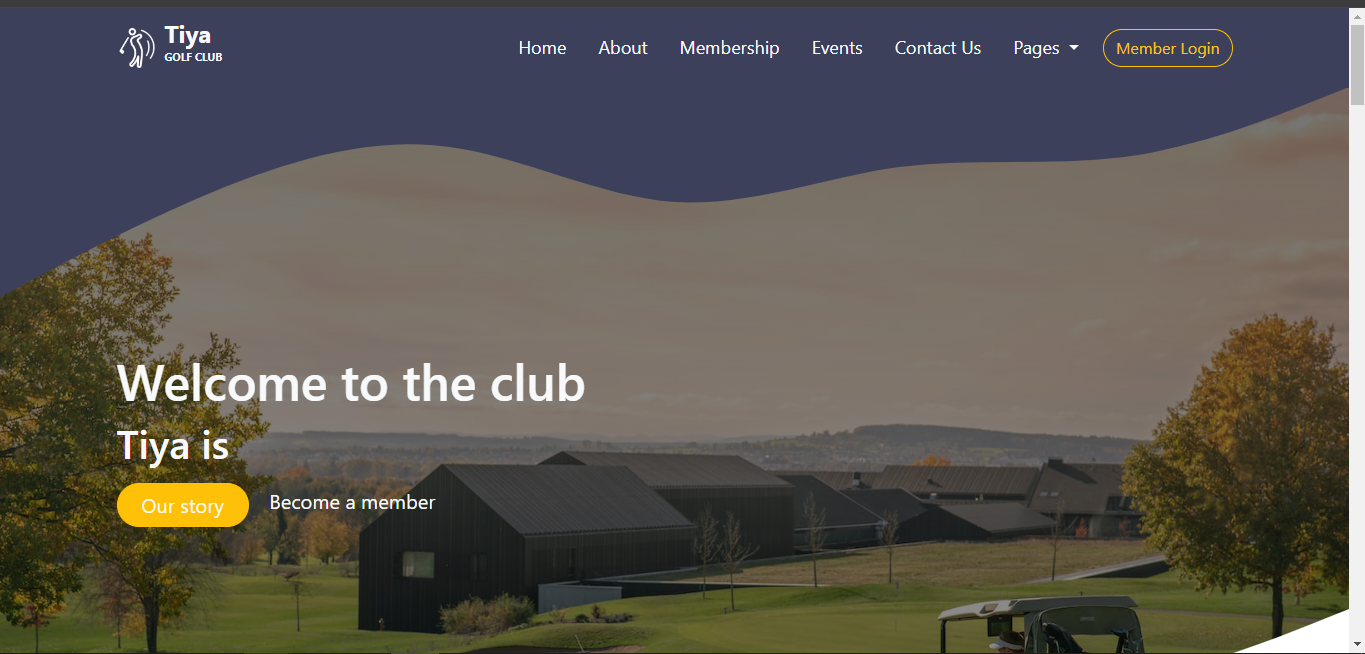 Tiya
GOLF CLUB
Home About Membership Events Contact Us Pages Member Login
Welcome to the club
Tiya is
Our story Become a member